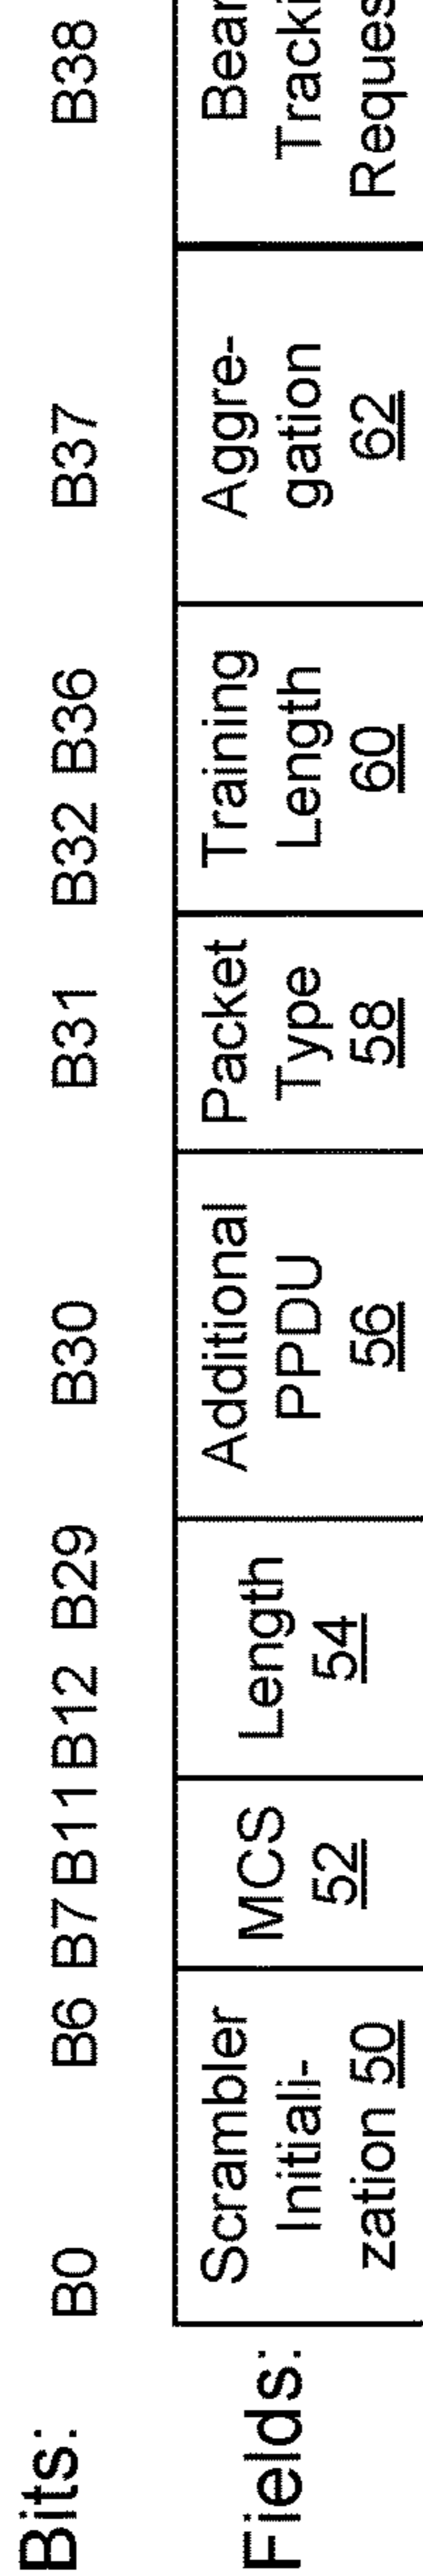 Bits: B0 B6 B7 B11 B12 B29 B30 B31 B32 B36 B37 B38
Fields:
Scrambler
Initiali-
zation 50
MCS
52
Length
54
Additional
PPDU
56
Packet
Type
58
Training
Length
60
Aggre-
gation
62